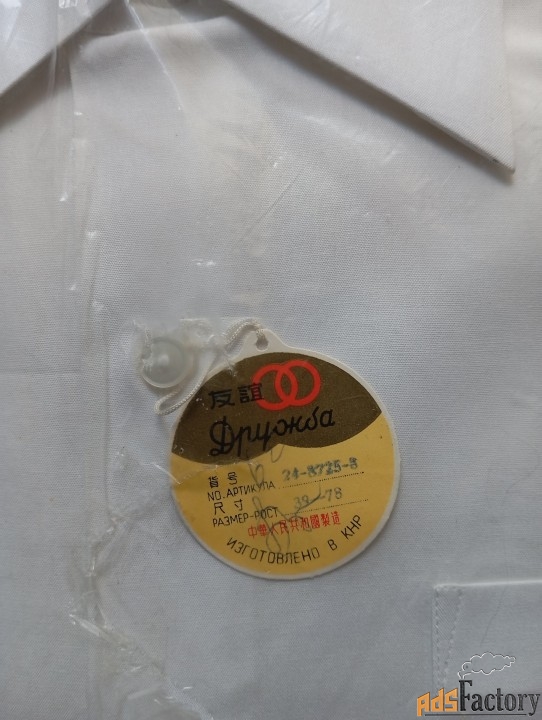 友誼
Дружба
貨号
NO. АРТИКУЛА 24-8725-8
尺寸
РАЗМЕР-РОСТ 39-78
中華人民共和國製造
ИЗГОТОВЛЕНО В КНР
AdsFactory